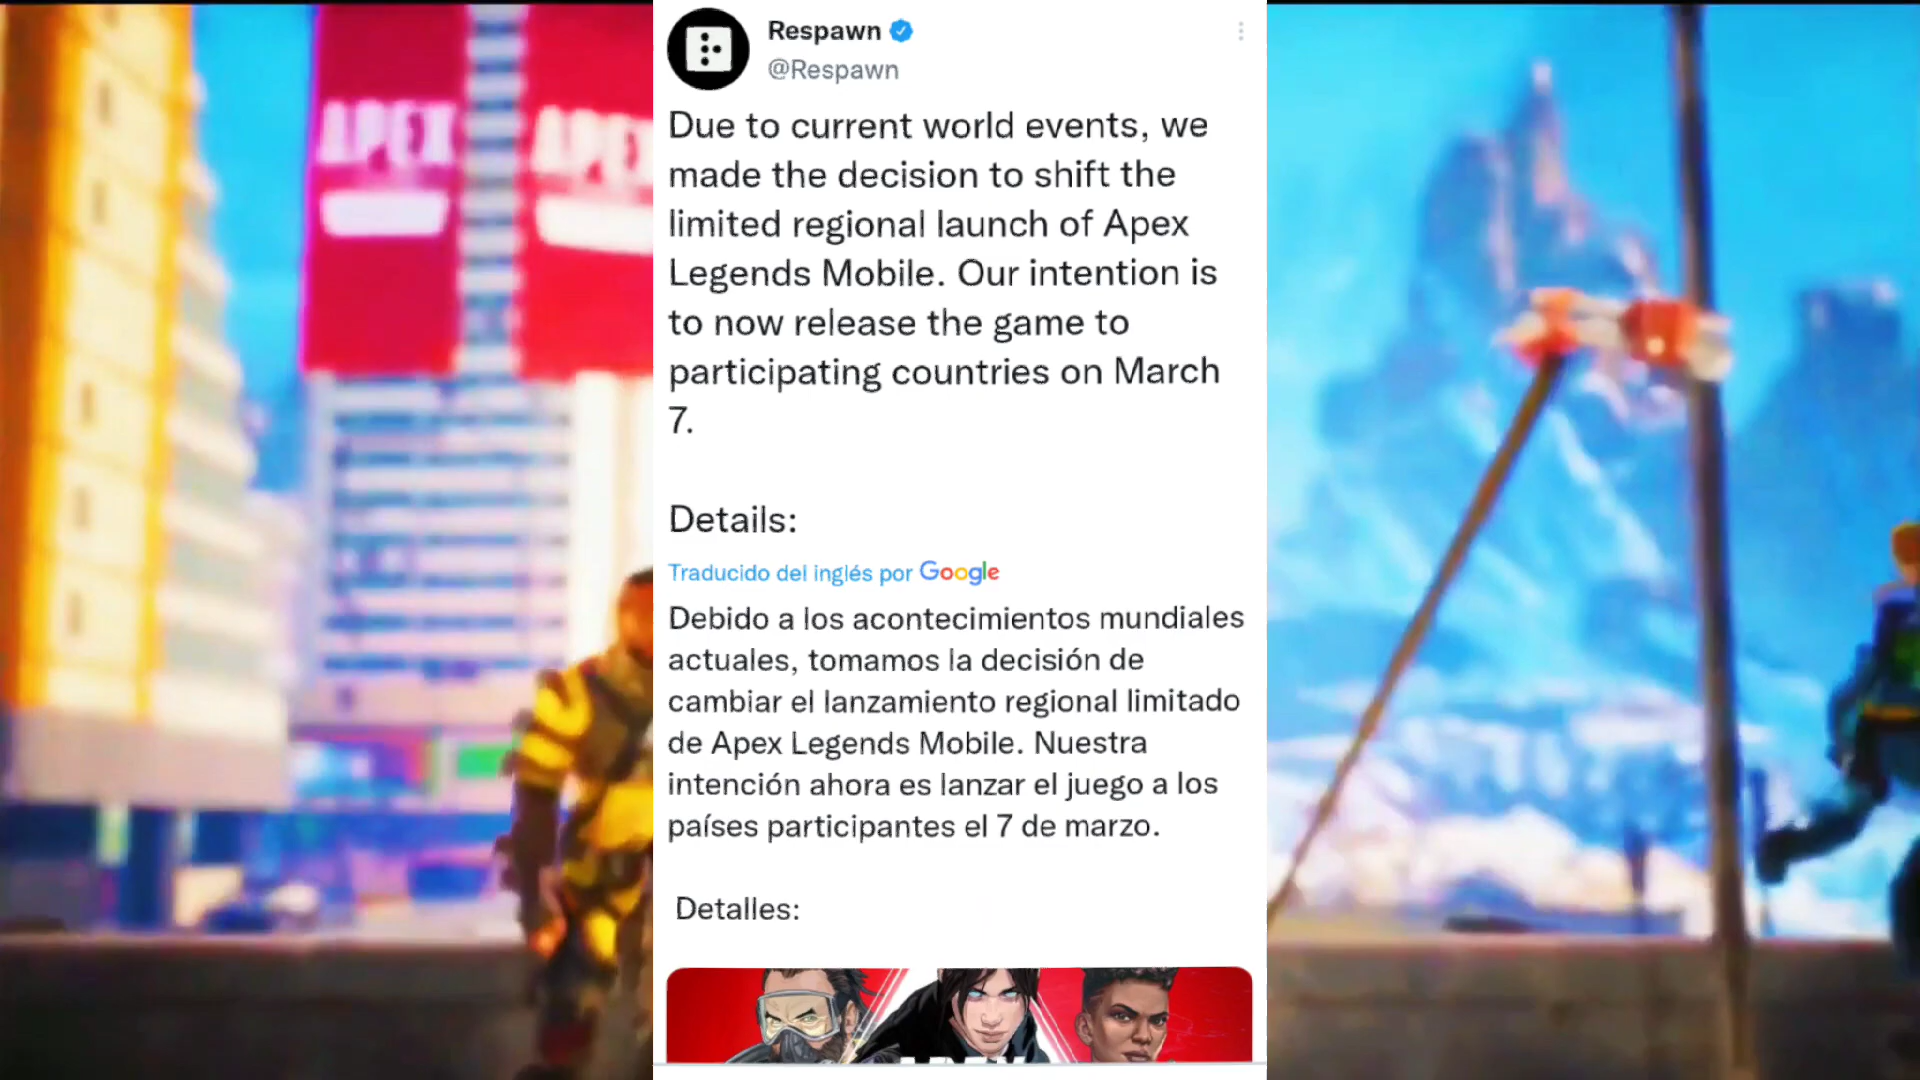 APEX
APEX
Respawn
@Respawn
Due to current world events, we
made the decision to shift the
limited regional launch of Apex
Legends Mobile. Our intention is
to now release the game to
participating countries on March
7.
Details:
Traducido del inglés por Google
Debido a los acontecimientos mundiales
actuales, tomamos la decisión de
cambiar el lanzamiento regional limitado
de Apex Legends Mobile. Nuestra
intención ahora es lanzar el juego a los
países participantes el 7 de marzo.
Detalles: